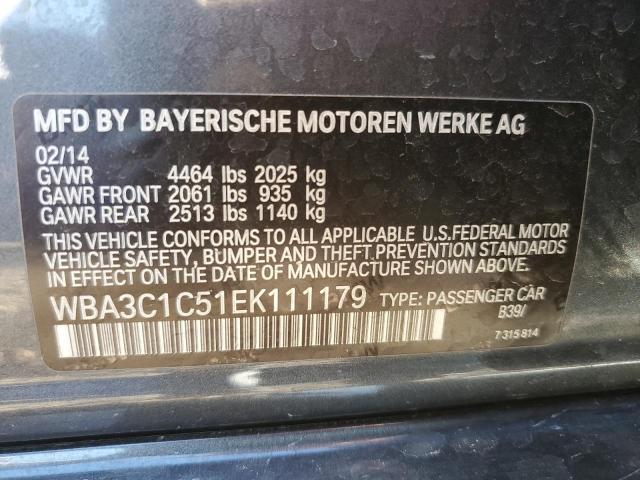 MFD BY BAYERISCHE MOTOREN WERKE AG
02/14
GVWR 4464 lbs 2025 kg
GAWR FRONT 2061 lbs 935 kg
GAWR REAR 2513 lbs 1140 kg
THIS VEHICLE CONFORMS TO ALL APPLICABLE U.S.FEDERAL MOTOR
VEHICLE SAFETY, BUMPER AND THEFT PREVENTION STANDARDS
IN EFFECT ON THE DATE OF MANUFACTURE SHOWN ABOVE.
WBA3C1C51EK111179 TYPE: PASSENGER CAR
B39/
7 315 814